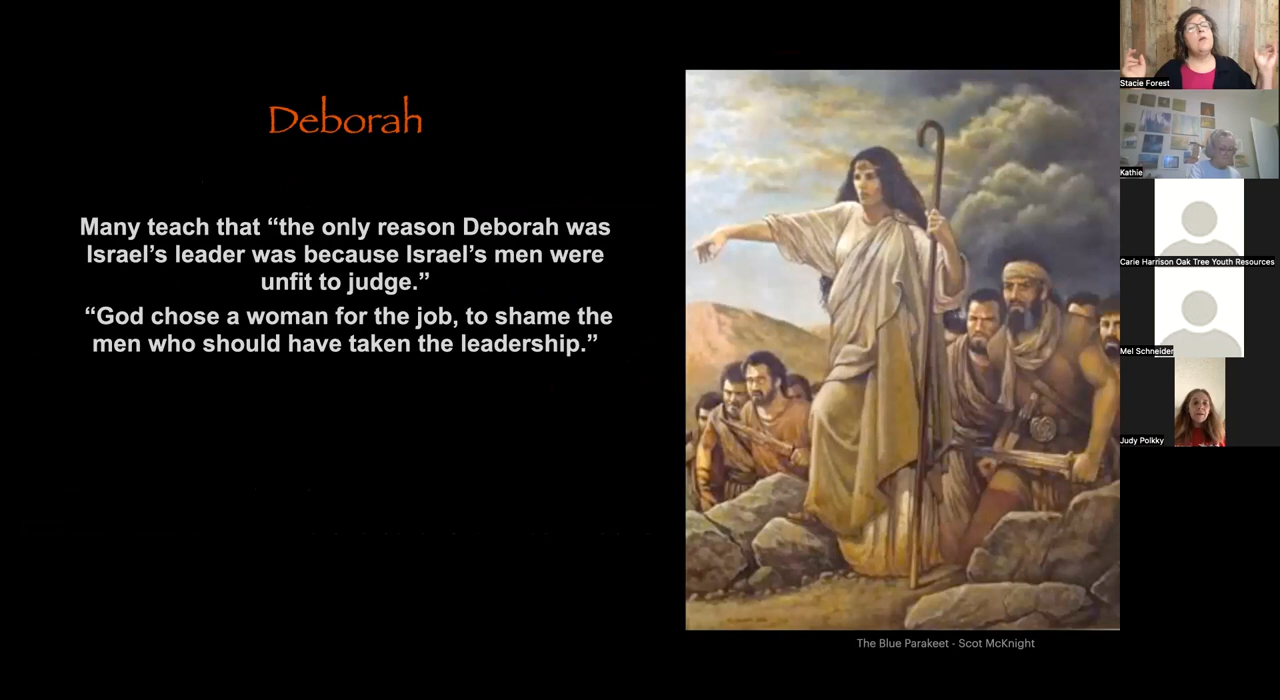 Deborah
Many teach that “the only reason Deborah was
Israel’s leader was because Israel’s men were
unfit to judge.”
“God chose a woman for the job, to shame the
men who should have taken the leadership.”
The Blue Parakeet - Scot McKnight
Stacie Forest
Kathie
Carie Harrison Oak Tree Youth Resources
Mel Schneider
Judy Polkky